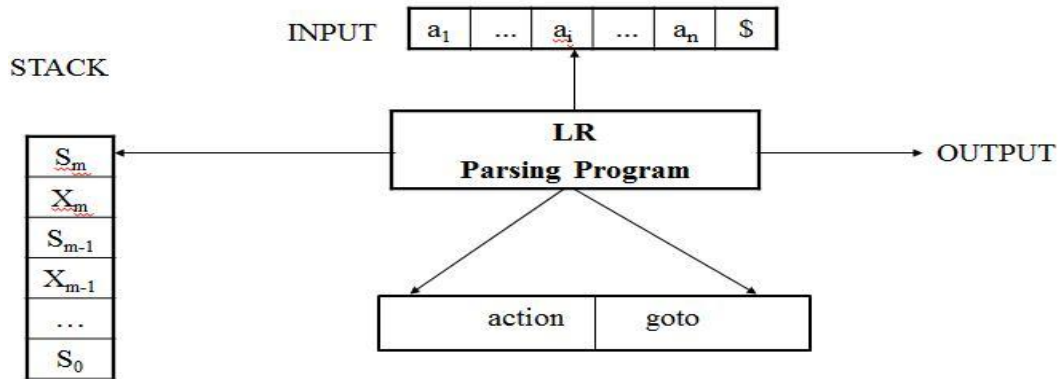 INPUT a₁ ... aᵢ ... aₙ $
STACK
LR
Parsing Program
OUTPUT
Sₘ
Xₘ
Sₘ₋₁
Xₘ₋₁
...
S₀
action goto